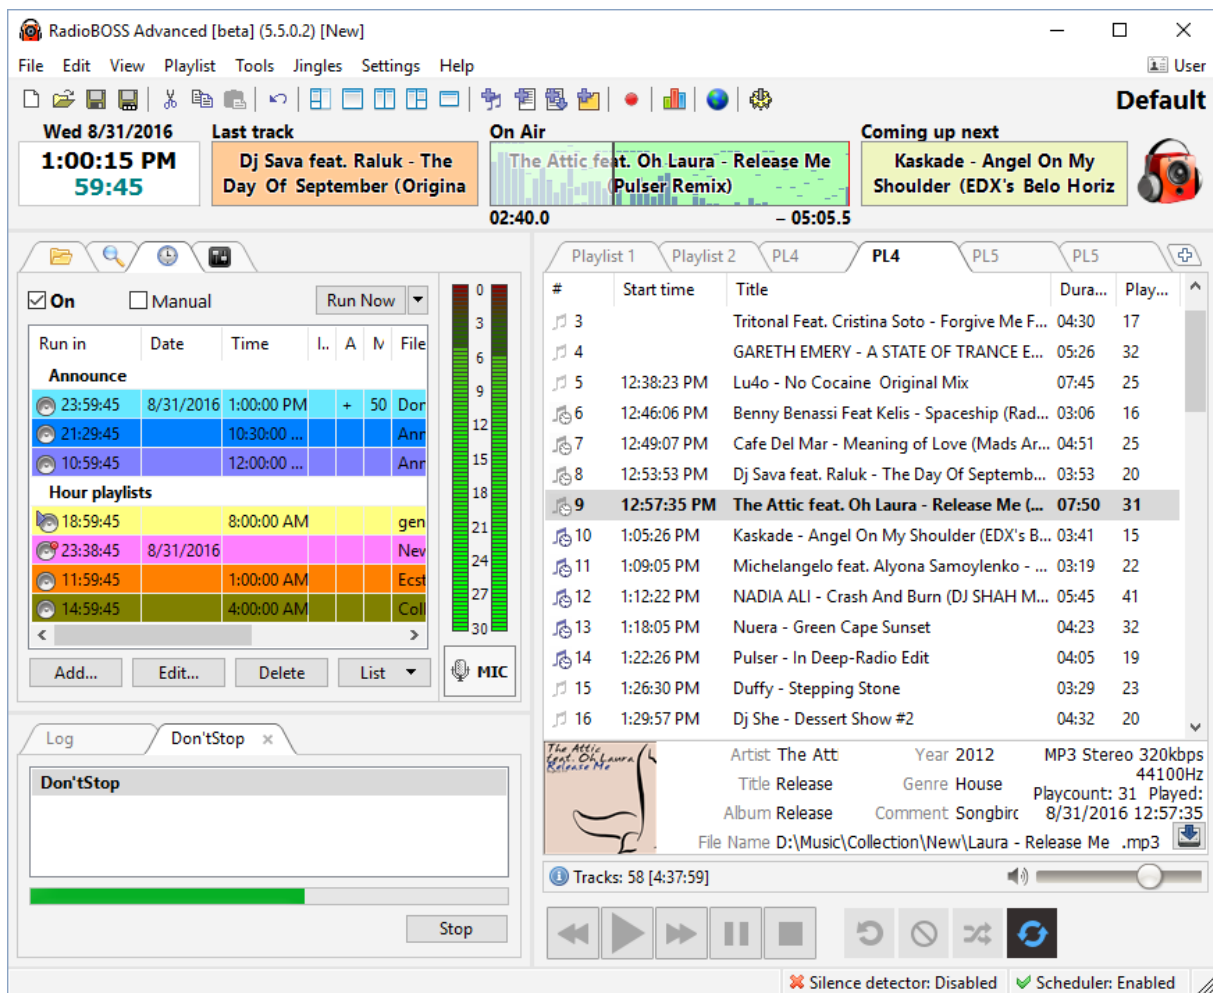 RadioBOSS Advanced [beta] (5.5.0.2) [New]
File Edit View Playlist Tools Jingles Settings Help User
Default
Wed 8/31/2016 Last track On Air Coming up next
1:00:15 PM Dj Sava feat. Raluk - The The Attic feat. Oh Laura - Release Me Kaskade - Angel On My
59:45 Day Of September (Origina (Pulser Remix) Shoulder (EDX's Belo Horiz
02:40.0 – 05:05.5
On Manual Run Now
Run in Date Time I.. A M File
Announce
23:59:45 8/31/2016 1:00:00 PM + 50 Dor
21:29:45 10:30:00 ... Anr
10:59:45 12:00:00 ... Anr
Hour playlists
18:59:45 8:00:00 AM gen
23:38:45 8/31/2016 Nev
11:59:45 1:00:00 AM Ecst
14:59:45 4:00:00 AM Coll
Add... Edit... Delete List
0
3
6
9
12
15
18
21
24
27
30
MIC
Log Don'tStop ×
Don'tStop
Stop
Playlist 1 Playlist 2 PL4 PL4 PL5 PL5
# Start time Title Dura... Play...
3 Tritonal Feat. Cristina Soto - Forgive Me F... 04:30 17
4 GARETH EMERY - A STATE OF TRANCE E... 05:26 32
5 12:38:23 PM Lu4o - No Cocaine Original Mix 07:45 25
6 12:46:06 PM Benny Benassi Feat Kelis - Spaceship (Rad... 03:06 16
7 12:49:07 PM Cafe Del Mar - Meaning of Love (Mads Ar... 04:51 25
8 12:53:53 PM Dj Sava feat. Raluk - The Day Of Septemb... 03:53 20
9 12:57:35 PM The Attic feat. Oh Laura - Release Me (... 07:50 31
10 1:05:26 PM Kaskade - Angel On My Shoulder (EDX's B... 03:41 15
11 1:09:05 PM Michelangelo feat. Alyona Samoylenko - ... 03:19 22
12 1:12:22 PM NADIA ALI - Crash And Burn (DJ SHAH M... 05:45 41
13 1:18:05 PM Nuera - Green Cape Sunset 04:23 32
14 1:22:26 PM Pulser - In Deep-Radio Edit 04:05 19
15 1:26:30 PM Duffy - Stepping Stone 03:29 23
16 1:29:57 PM Dj She - Dessert Show #2 04:32 20
The Attic
feat. Oh Laura
Release Me
Artist The Att Year 2012 MP3 Stereo 320kbps
Title Release Genre House 44100Hz
Album Release Comment Songbirc Playcount: 31 Played:
8/31/2016 12:57:35
File Name D:\Music\Collection\New\Laura - Release Me .mp3
Tracks: 58 [4:37:59]
Silence detector: Disabled Scheduler: Enabled